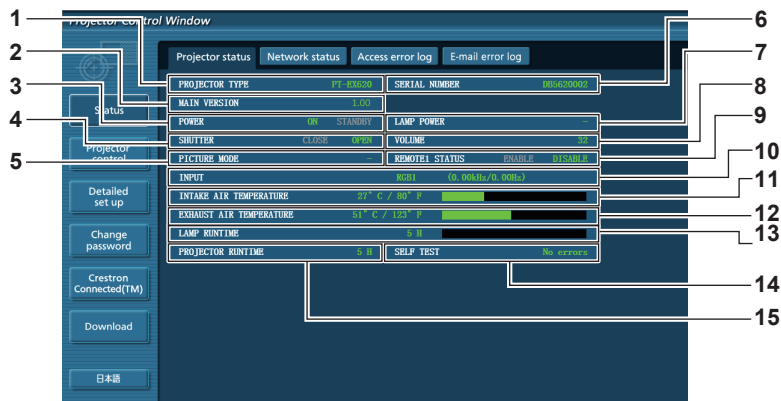 Projector Control Window
Projector status Network status Access error log E-mail error log
1
2
3
4
5
6
7
8
9
10
11
12
13
14
15
Status
Projector control
Detailed set up
Change password
Crestron Connected(TM)
Download
日本語
PROJECTOR TYPE PT-EX620 SERIAL NUMBER DB5620002
MAIN VERSION 1.00
POWER ON STANDBY LAMP POWER -
SHUTTER CLOSE OPEN VOLUME 32
PICTURE MODE - REMOTE1 STATUS ENABLE DISABLE
INPUT RGB1 (0.00kHz/0.00Hz)
INTAKE AIR TEMPERATURE 27° C / 80° F
EXHAUST AIR TEMPERATURE 51° C / 123° F
LAMP RUNTIME 5 H
PROJECTOR RUNTIME 5 H SELF TEST No errors